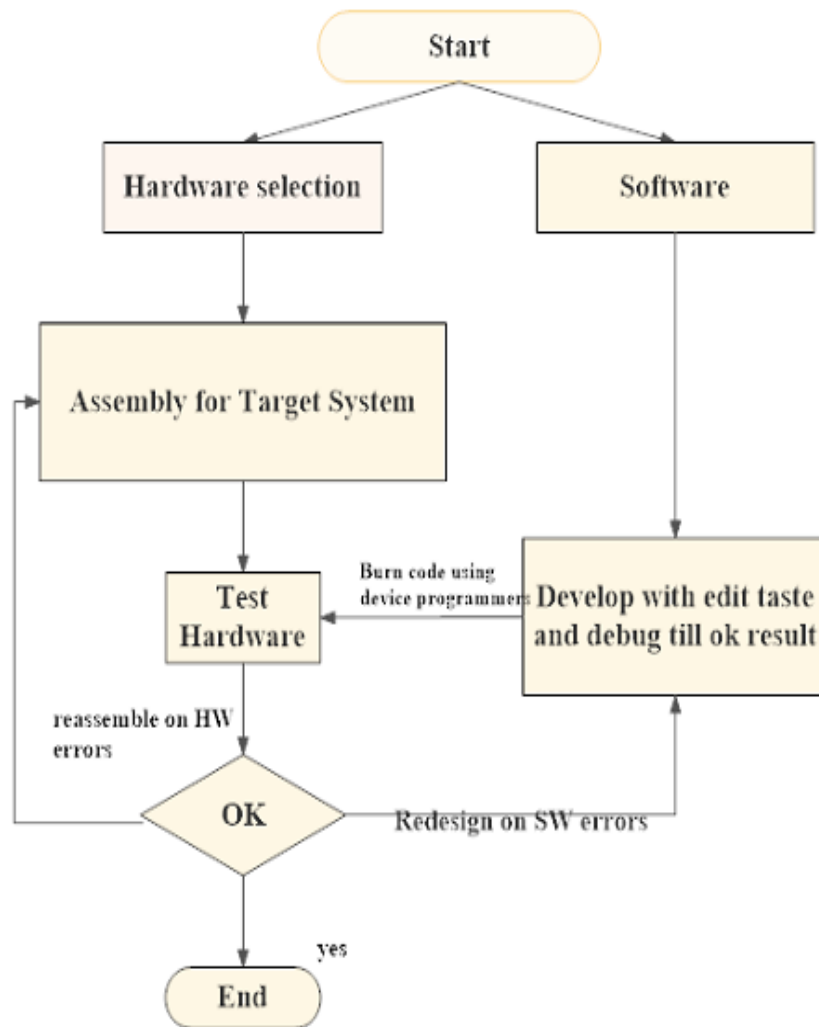 Start
Hardware selection
Software
Assembly for Target System
Burn code using
device programmers
Test
Hardware
Develop with edit taste
and debug till ok result
reassemble on HW
errors
OK
Redesign on SW errors
yes
End